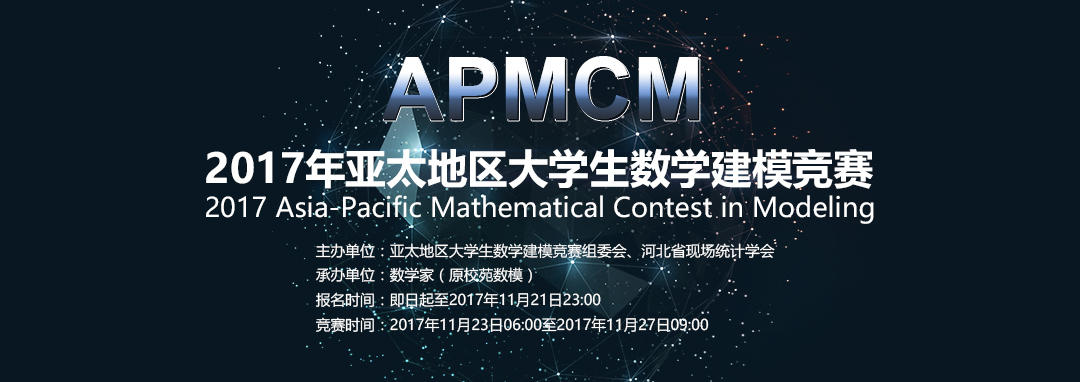 APMCM
2017年亚太地区大学生数学建模竞赛
2017 Asia-Pacific Mathematical Contest in Modeling
主办单位：亚太地区大学生数学建模竞赛组委会、河北省现场统计学会
承办单位：数学家（原校苑数模）
报名时间：即日起至2017年11月21日23:00
竞赛时间：2017年11月23日06:00至2017年11月27日09:00